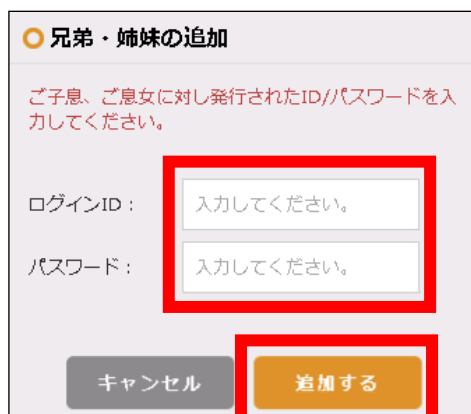 兄弟・姉妹の追加
ご子息、ご息女に対し発行されたID/パスワードを入
力してください。
ログインID： 入力してください。
パスワード： 入力してください。
キャンセル 追加する